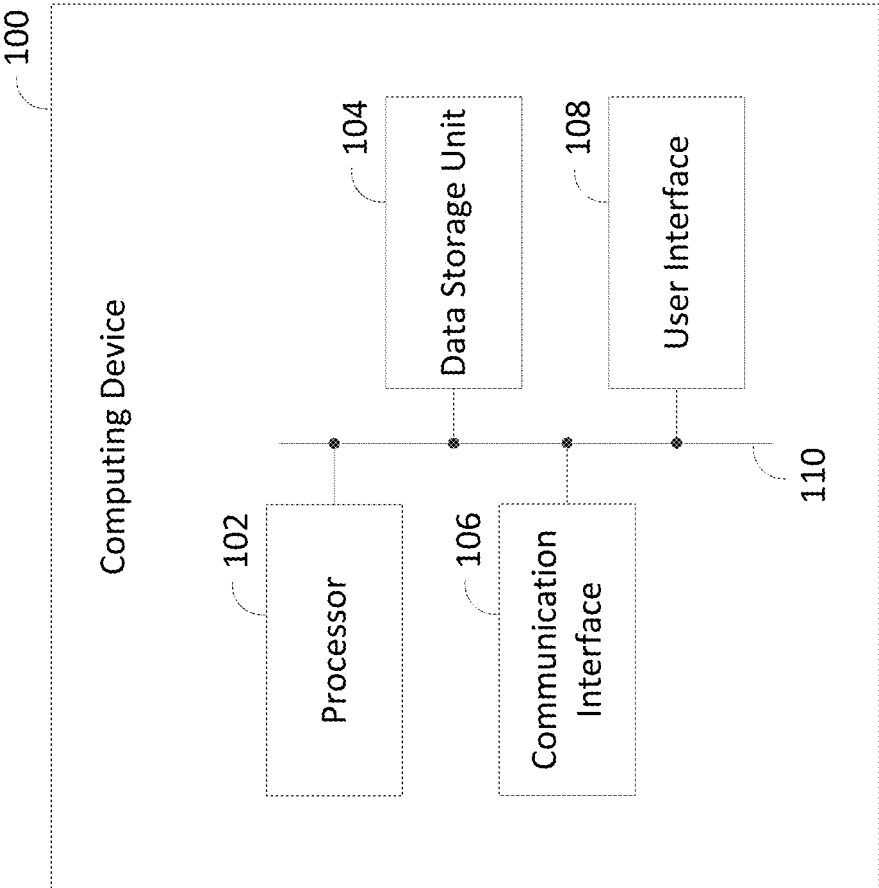 100
Computing Device
102
Processor
104
Data Storage Unit
106
Communication
Interface
108
User Interface
110